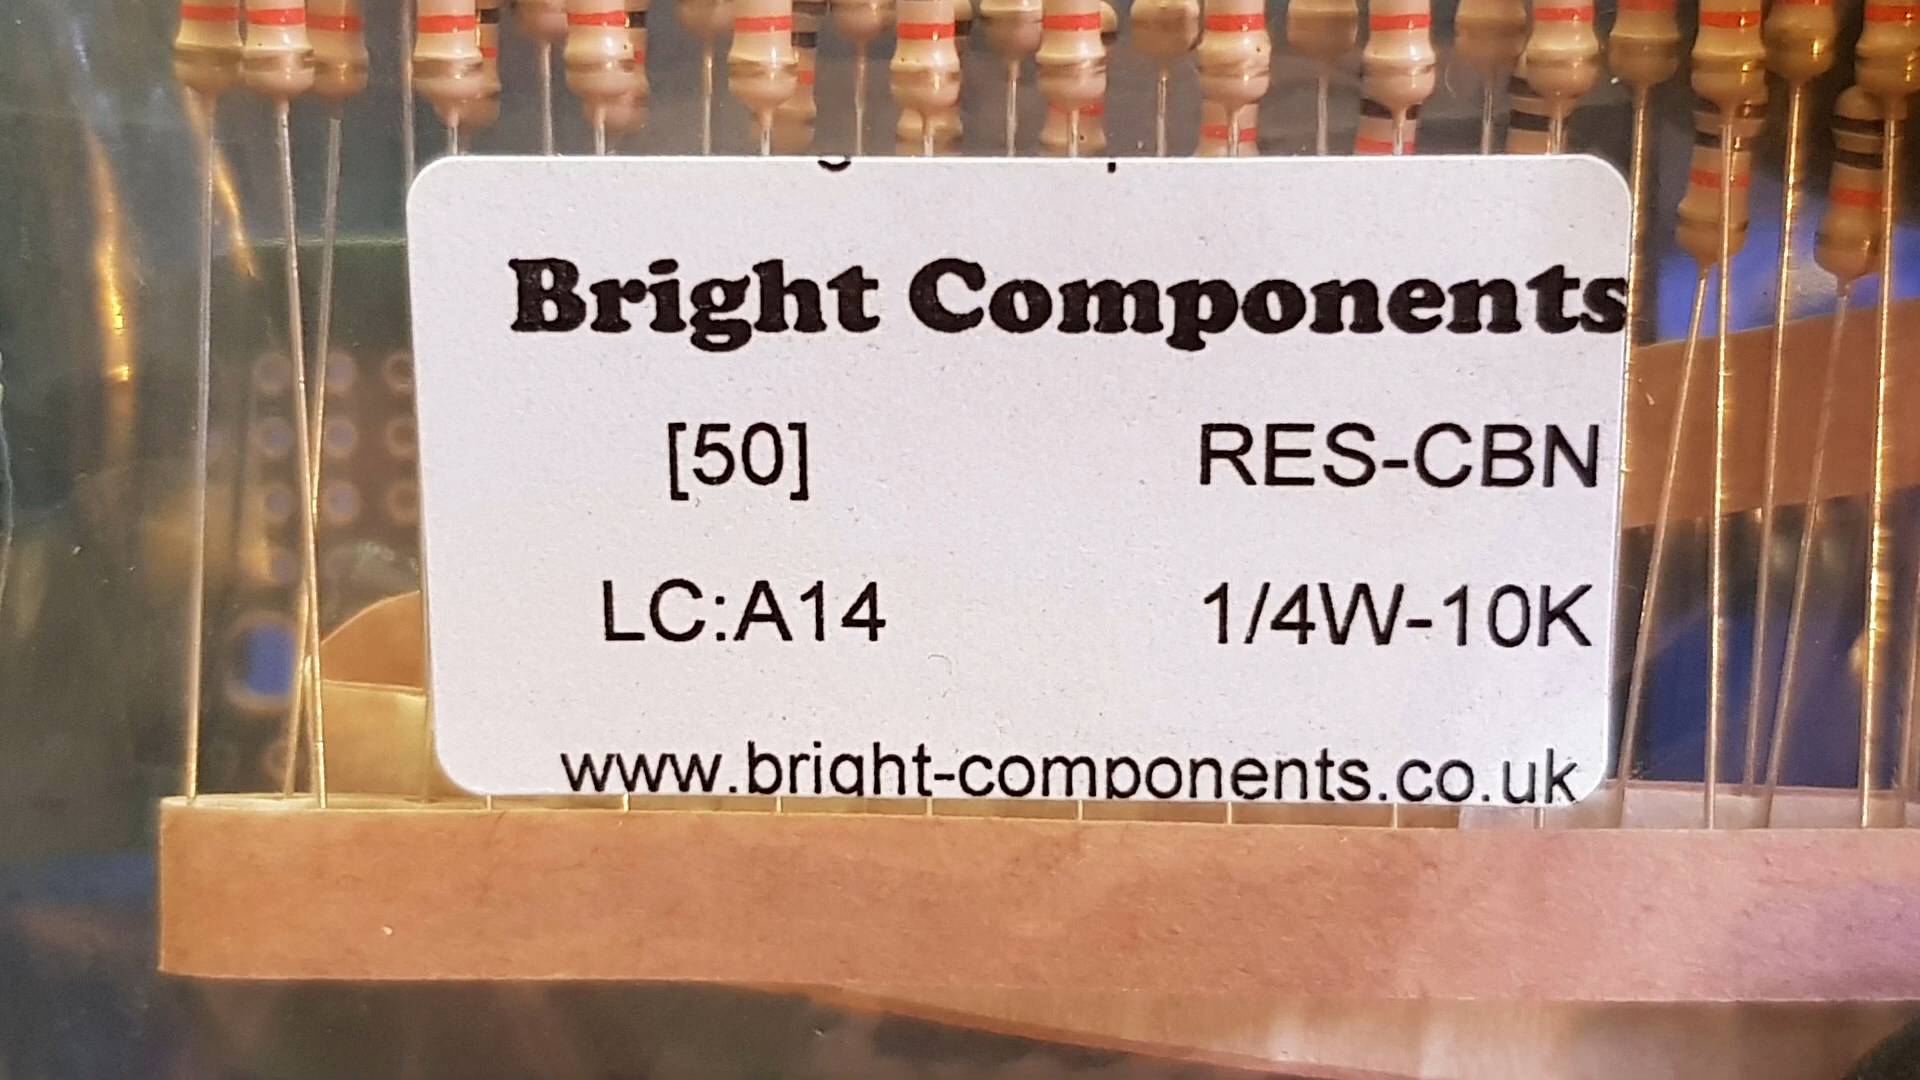 Bright Components
[50] RES-CBN
LC:A14 1/4W-10K
www.bright-components.co.uk